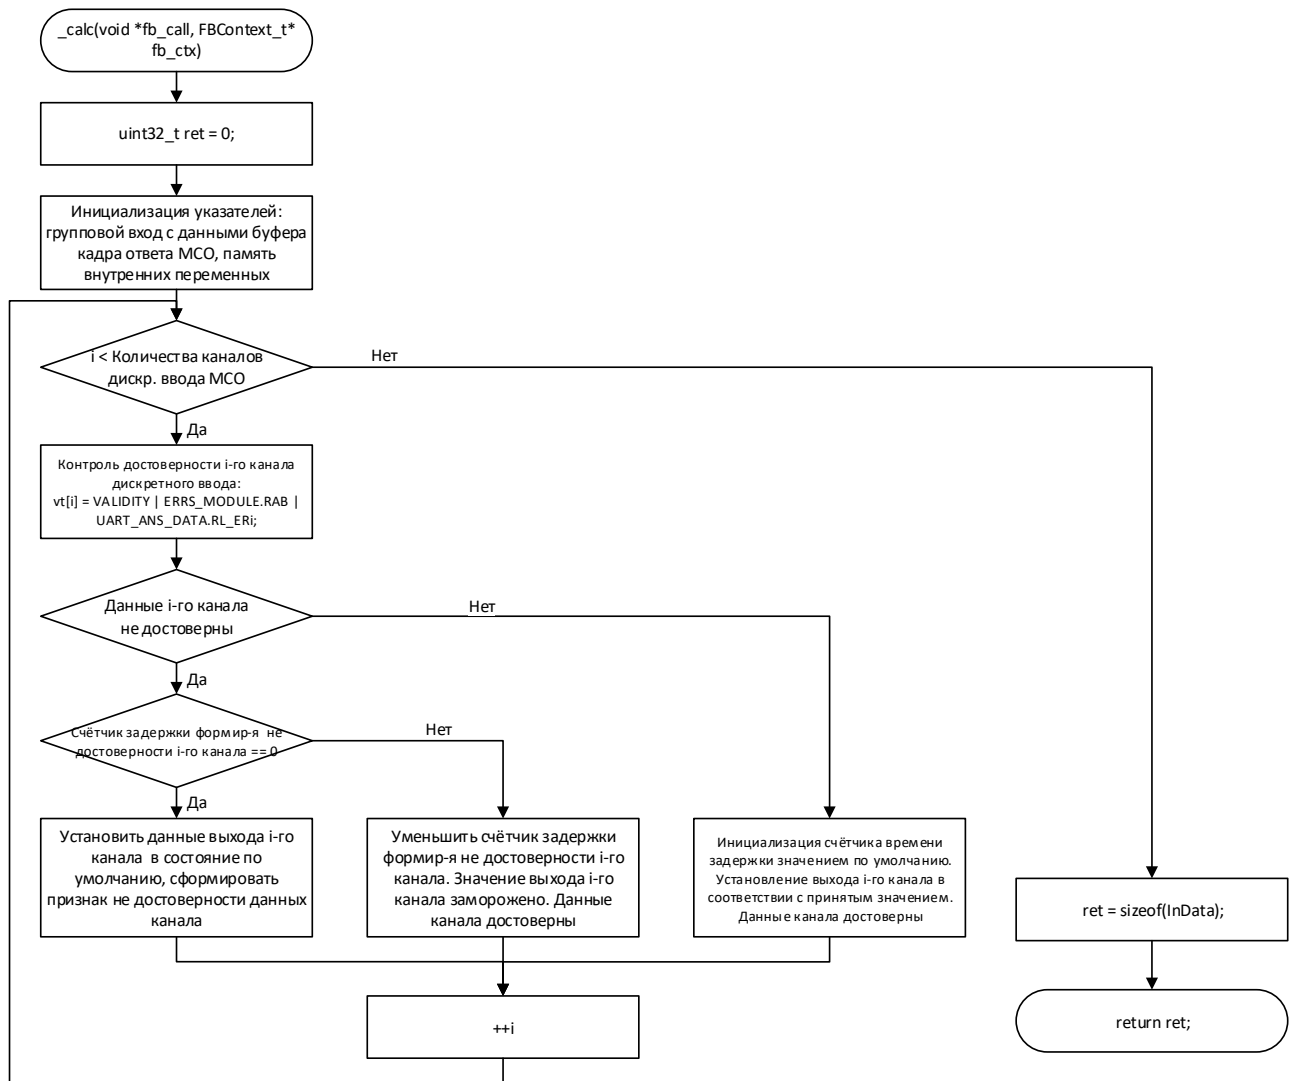 _calc(void *fb_call, FBContext_t*
fb_ctx)
uint32_t ret = 0;
Инициализация указателей:
групповой вход с данными буфера
кадра ответа МСО, память
внутренних переменных
i < Количества каналов
дискр. ввода МСО
Нет
Да
Контроль достоверности i-го канала
дискретного ввода:
vt[i] = VALIDITY | ERRS_MODULE.RAB |
UART_ANS_DATA.RL_ERi;
Данные i-го канала
не достоверны
Нет
Да
Счётчик задержки формир-я не
достоверности i-го канала == 0
Нет
Да
Установить данные выхода i-го
канала в состояние по
умолчанию, сформировать
признак не достоверности данных
канала
Уменьшить счётчик задержки
формир-я не достоверности i-го
канала. Значение выхода i-го
канала заморожено. Данные
канала достоверны
Инициализация счётчика времени
задержки значением по умолчанию.
Установление выхода i-го канала в
соответствии с принятым значением.
Данные канала достоверны
ret = sizeof(InData);
++i
return ret;